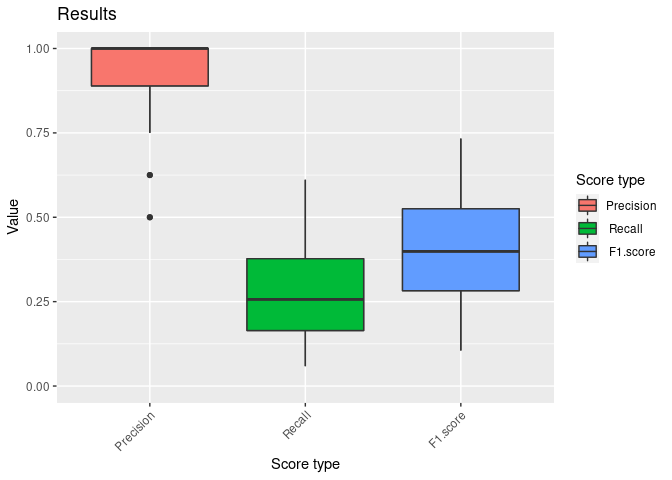 Results
Value
1.00
0.75
0.50
0.25
0.00
Precision
Recall
F1.score
Score type
Score type
Precision
Recall
F1.score